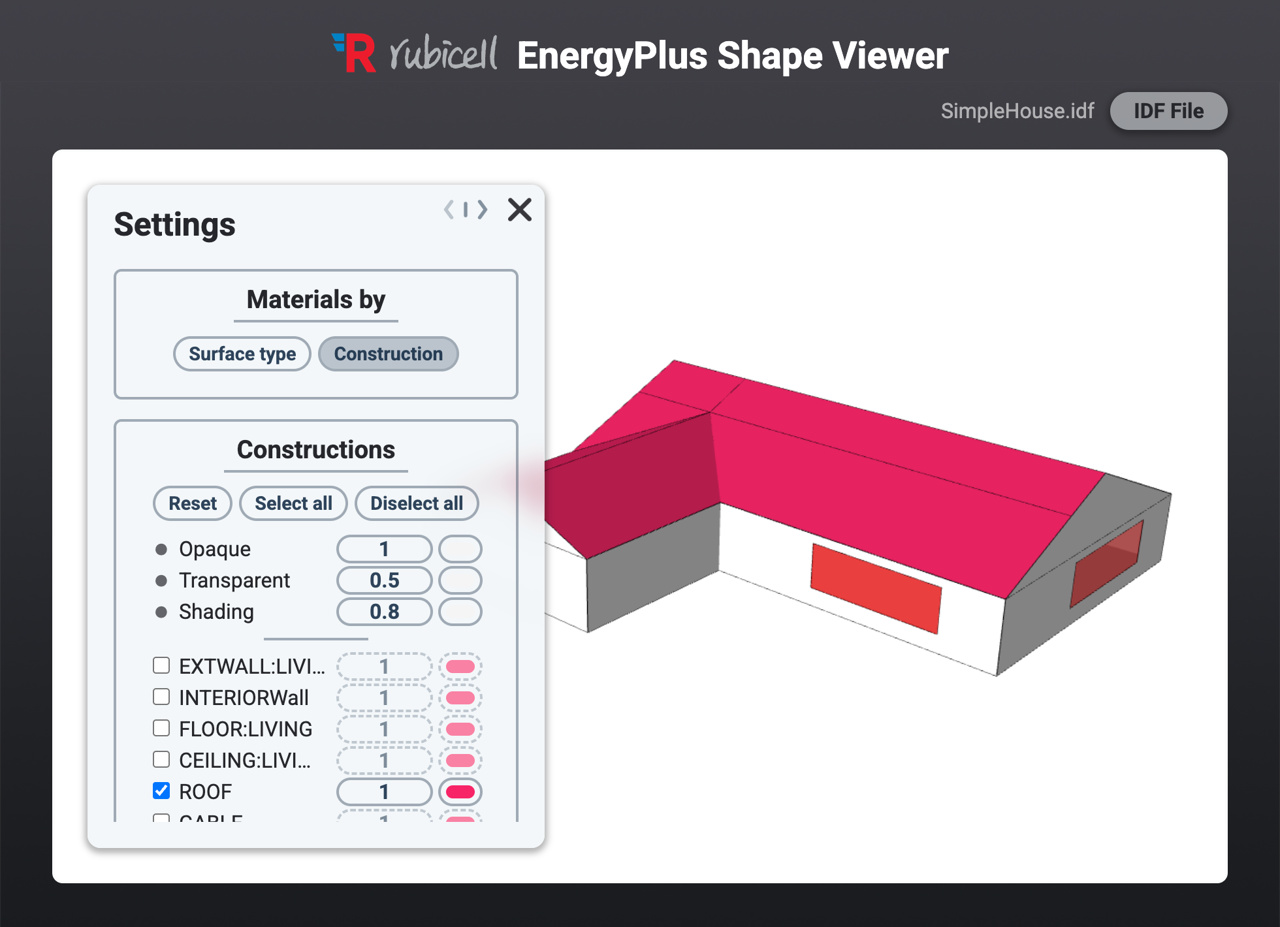 rubicell EnergyPlus Shape Viewer
SimpleHouse.idf IDF File
Settings
Materials by
Surface type Construction
Constructions
Reset Select all Diselect all
Opaque 1
Transparent 0.5
Shading 0.8
EXTWALL:LIVI... 1
INTERIORWall 1
FLOOR:LIVING 1
CEILING:LIVI... 1
ROOF 1